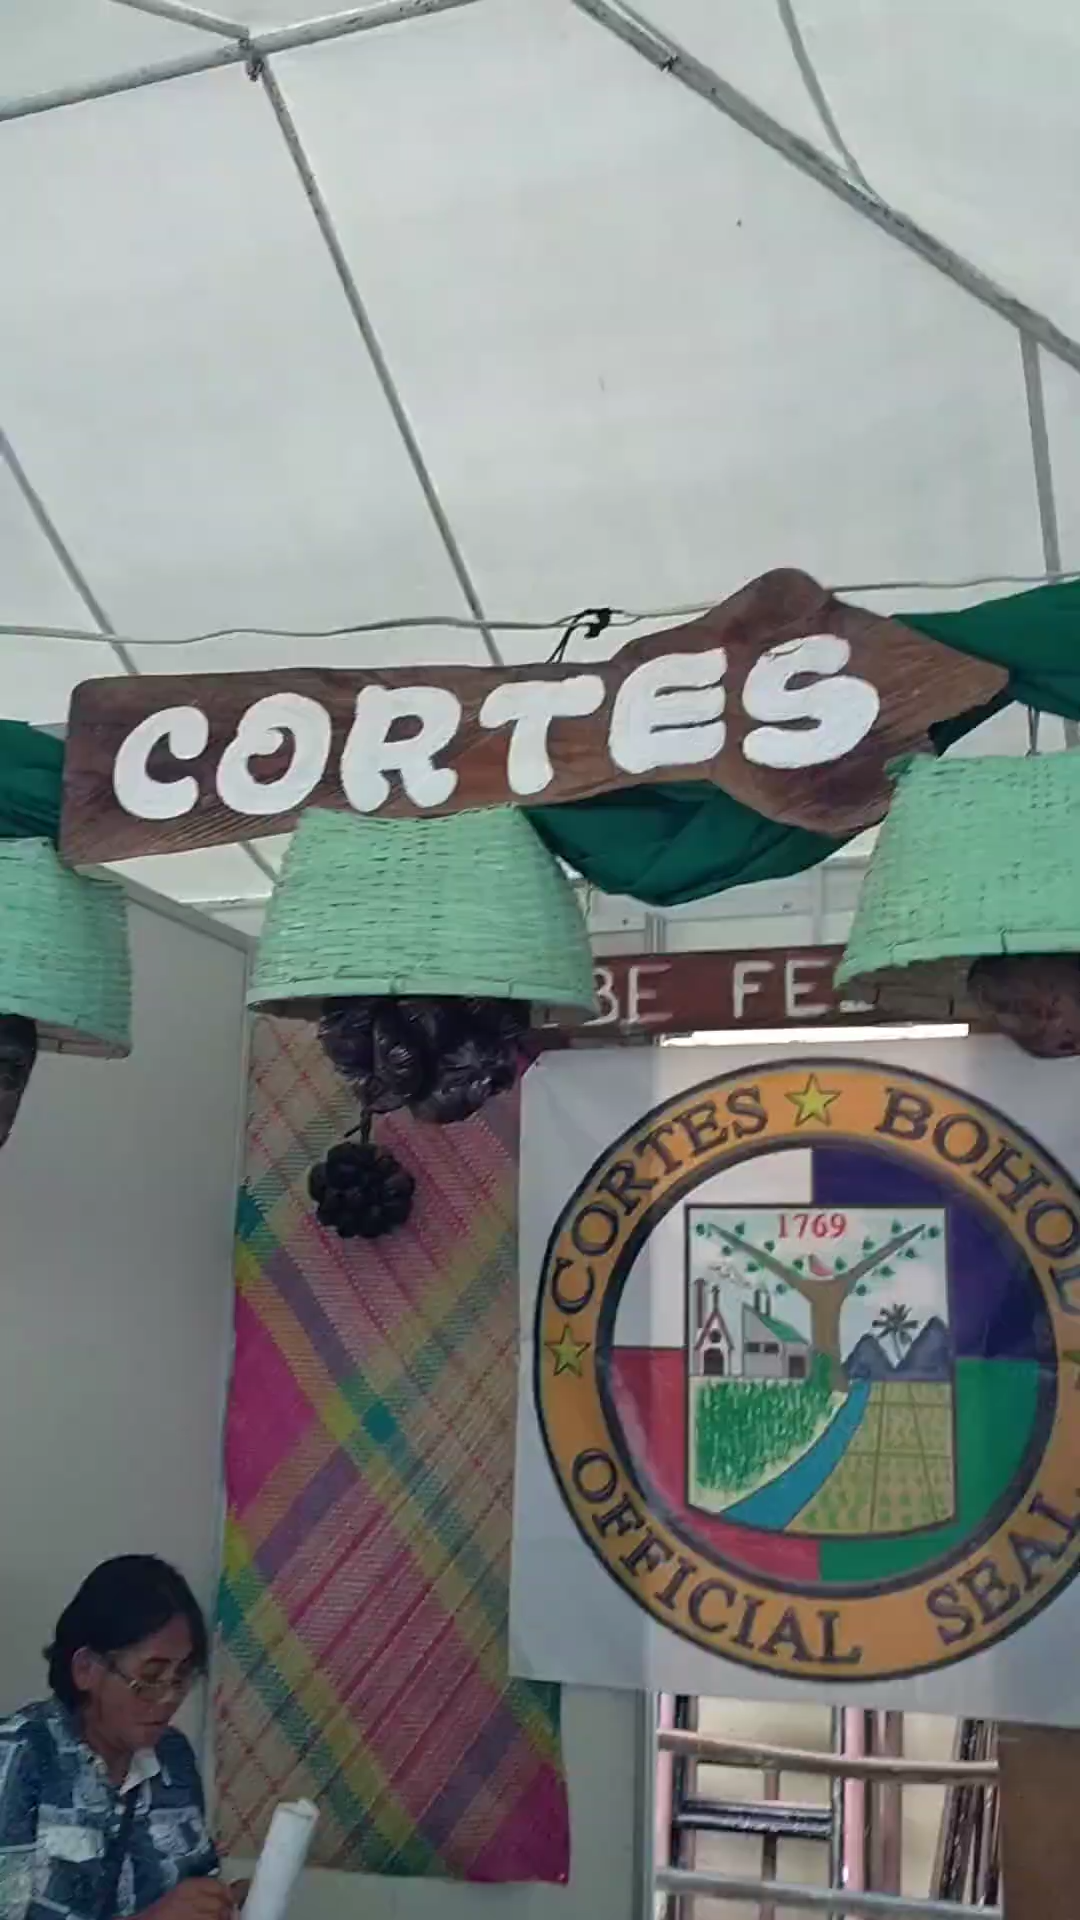 CORTES
BE FE
CORTES BOHOL
1769
OFFICIAL SEAL